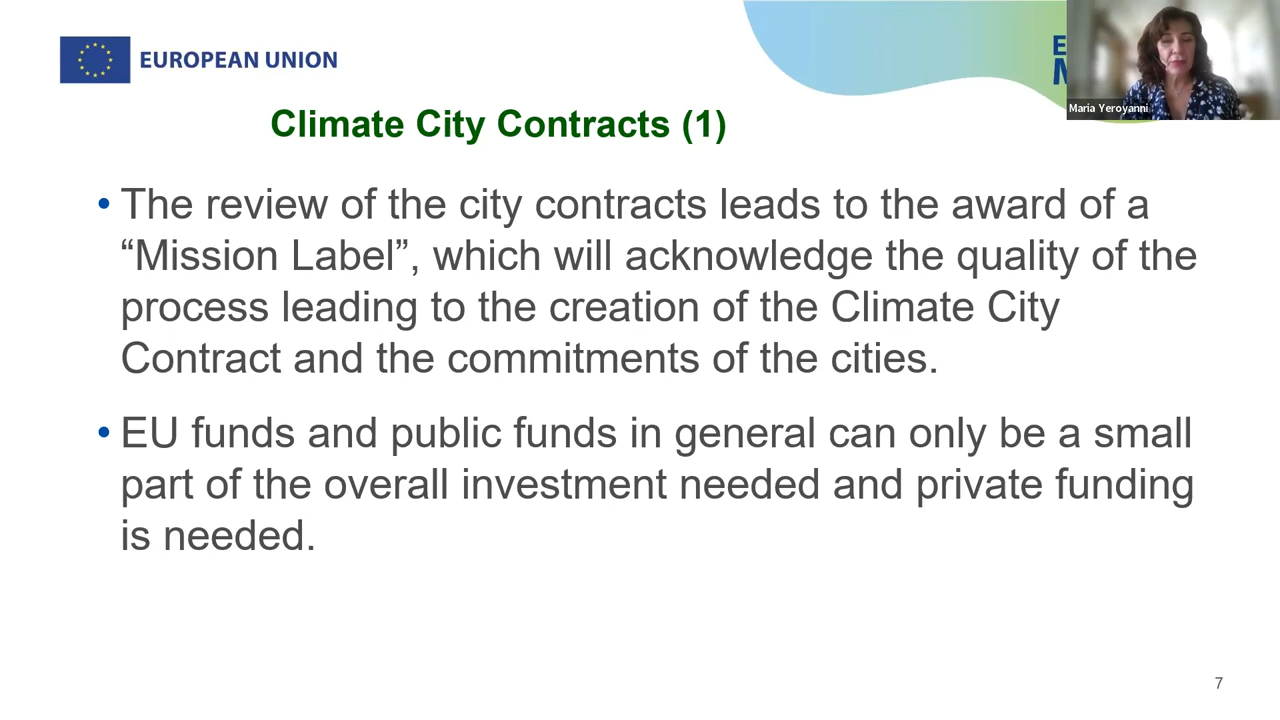 EUROPEAN UNION
Maria Yeroyanni
Climate City Contracts (1)
• The review of the city contracts leads to the award of a
“Mission Label”, which will acknowledge the quality of the
process leading to the creation of the Climate City
Contract and the commitments of the cities.
• EU funds and public funds in general can only be a small
part of the overall investment needed and private funding
is needed.
7